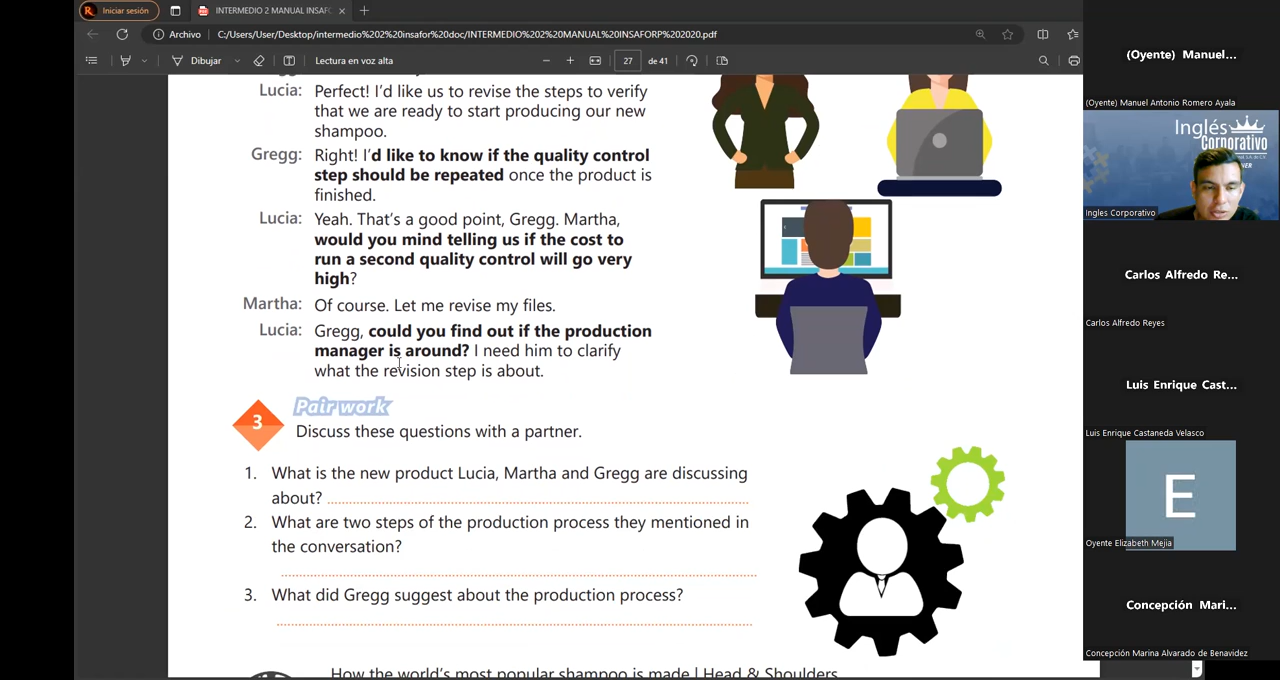 Iniciar sesión
INTERMEDIO 2 MANUAL INSAFO
Archivo
C:/Users/User/Desktop/intermedio%202%20insafor%20doc/INTERMEDIO%202%20MANUAL%20INSAFORP%202020.pdf
Dibujar
Lectura en voz alta
27 de 41
Lucia: Perfect! I'd like us to revise the steps to verify
that we are ready to start producing our new
shampoo.
Gregg: Right! I'd like to know if the quality control
step should be repeated once the product is
finished.
Lucia: Yeah. That's a good point, Gregg. Martha,
would you mind telling us if the cost to
run a second quality control will go very
high?
Martha: Of course. Let me revise my files.
Lucia: Gregg, could you find out if the production
manager is around? I need him to clarify
what the revision step is about.
3
Pair work
Discuss these questions with a partner.
1. What is the new product Lucia, Martha and Gregg are discussing
about?
2. What are two steps of the production process they mentioned in
the conversation?
3. What did Gregg suggest about the production process?
How the world's most popular shampoo is made | Head & Shoulders
(Oyente) Manuel...
(Oyente) Manuel Antonio Romero Ayala
Inglés
Corporativo
Ingles Corporativo
Carlos Alfredo Re...
Carlos Alfredo Reyes
Luis Enrique Cast...
Luis Enrique Castaneda Velasco
E
Oyente Elizabeth Mejia
Concepción Mari...
Concepción Marina Alvarado de Benavidez